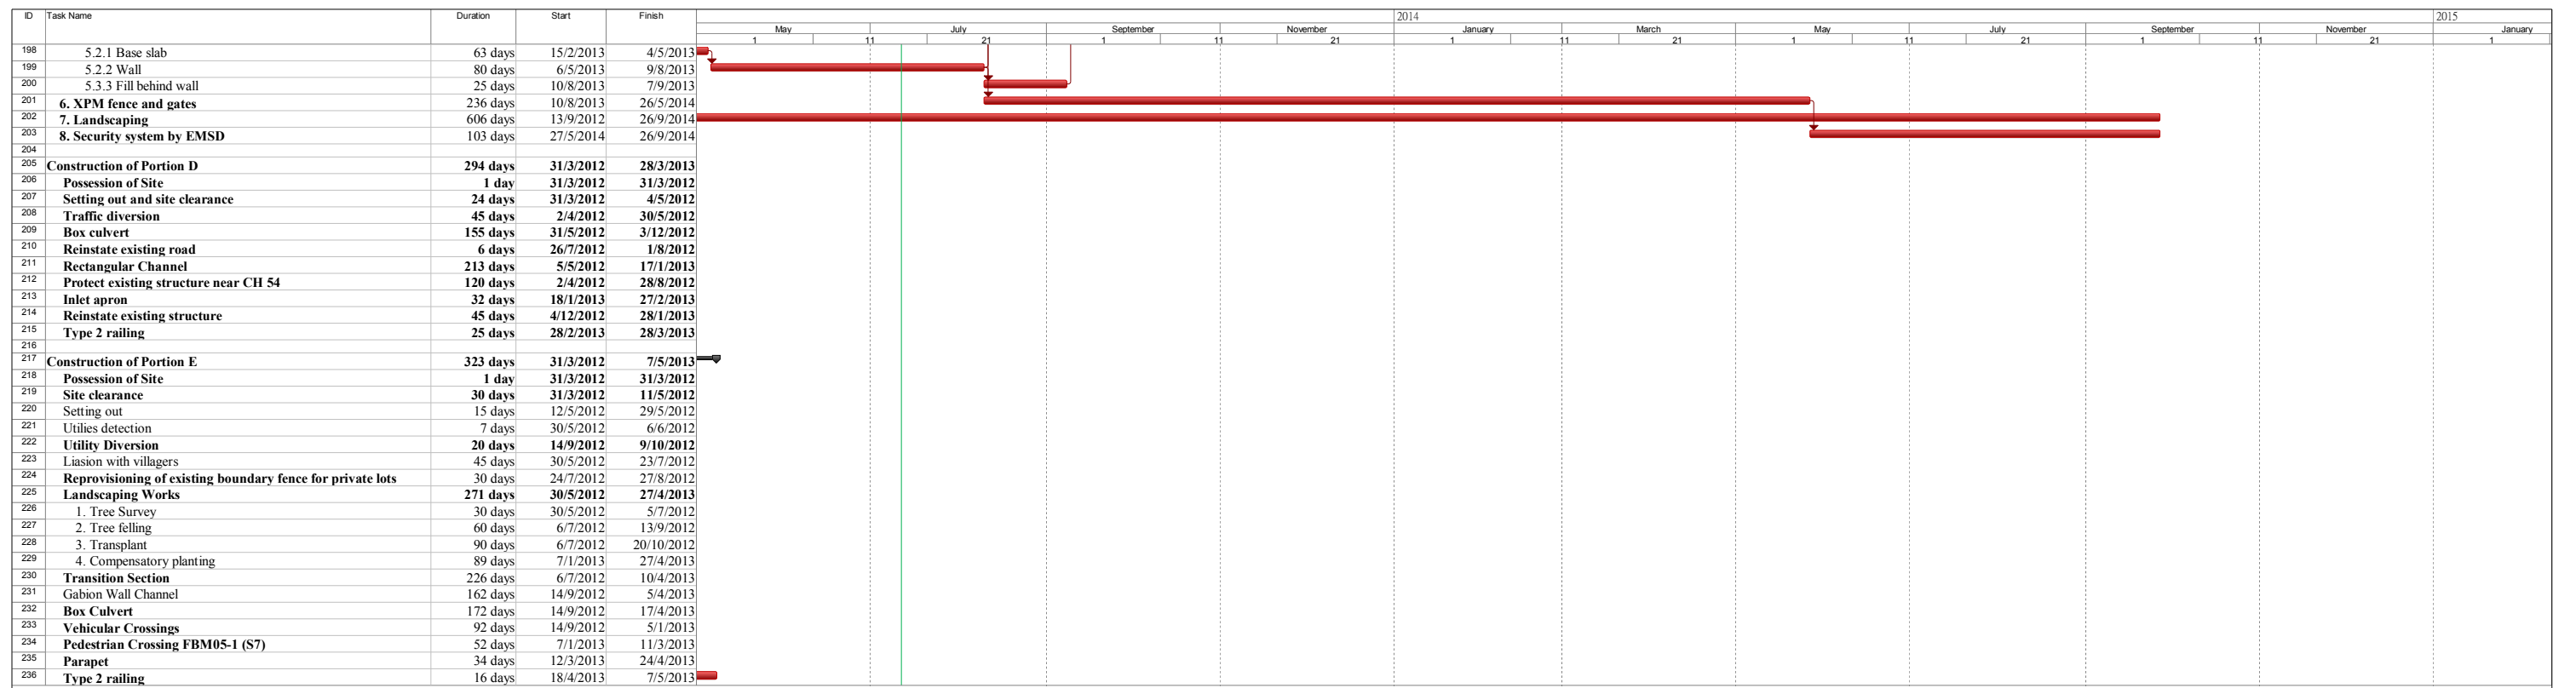 ID Task Name Duration Start Finish 2014 2015
May July September November January March May July September November January
1 11 21 1 11 21 1 11 21 1 11 21 1 11 21 1
198 5.2.1 Base slab 63 days 15/2/2013 4/5/2013
199 5.2.2 Wall 80 days 6/5/2013 9/8/2013
200 5.3.3 Fill behind wall 25 days 10/8/2013 7/9/2013
201 6. XPM fence and gates 236 days 10/8/2013 26/5/2014
202 7. Landscaping 606 days 13/9/2012 26/9/2014
203 8. Security system by EMSD 103 days 27/5/2014 26/9/2014
204
205 Construction of Portion D 294 days 31/3/2012 28/3/2013
206 Possession of Site 1 day 31/3/2012 31/3/2012
207 Setting out and site clearance 24 days 31/3/2012 4/5/2012
208 Traffic diversion 45 days 2/4/2012 30/5/2012
209 Box culvert 155 days 31/5/2012 3/12/2012
210 Reinstate existing road 6 days 26/7/2012 1/8/2012
211 Rectangular Channel 213 days 5/5/2012 17/1/2013
212 Protect existing structure near CH 54 120 days 2/4/2012 28/8/2012
213 Inlet apron 32 days 18/1/2013 27/2/2013
214 Reinstate existing structure 45 days 4/12/2012 28/1/2013
215 Type 2 railing 25 days 28/2/2013 28/3/2013
216
217 Construction of Portion E 323 days 31/3/2012 7/5/2013
218 Possession of Site 1 day 31/3/2012 31/3/2012
219 Site clearance 30 days 31/3/2012 11/5/2012
220 Setting out 15 days 12/5/2012 29/5/2012
221 Utilies detection 7 days 30/5/2012 6/6/2012
222 Utility Diversion 20 days 14/9/2012 9/10/2012
223 Liasion with villagers 45 days 30/5/2012 23/7/2012
224 Reprovisioning of existing boundary fence for private lots 30 days 24/7/2012 27/8/2012
225 Landscaping Works 271 days 30/5/2012 27/4/2013
226 1. Tree Survey 30 days 30/5/2012 5/7/2012
227 2. Tree felling 60 days 6/7/2012 13/9/2012
228 3. Transplant 90 days 6/7/2012 20/10/2012
229 4. Compensatory planting 89 days 7/1/2013 27/4/2013
230 Transition Section 226 days 6/7/2012 10/4/2013
231 Gabion Wall Channel 162 days 14/9/2012 5/4/2013
232 Box Culvert 172 days 14/9/2012 17/4/2013
233 Vehicular Crossings 92 days 14/9/2012 5/1/2013
234 Pedestrian Crossing FBM05-1 (S7) 52 days 7/1/2013 11/3/2013
235 Parapet 34 days 12/3/2013 24/4/2013
236 Type 2 railing 16 days 18/4/2013 7/5/2013